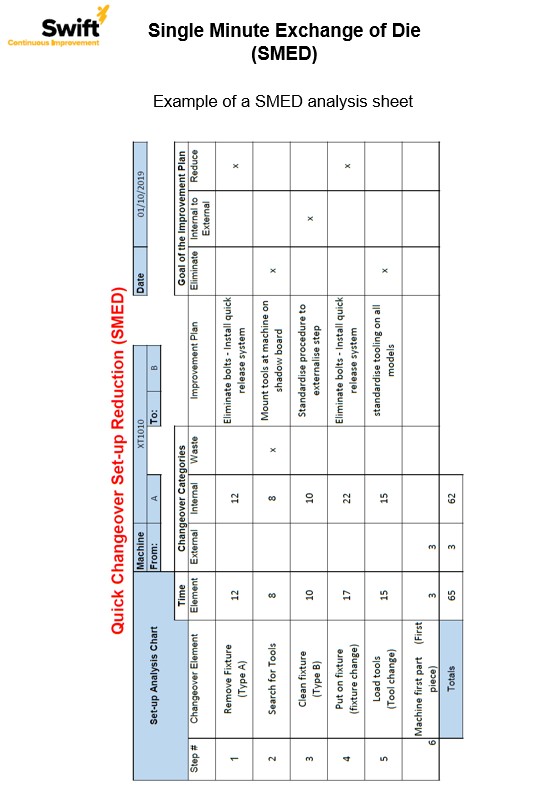 Swift
Continuous Improvement
Single Minute Exchange of Die
(SMED)
Example of a SMED analysis sheet
Quick Changeover Set-up Reduction (SMED)
Set-up Analysis Chart Machine XT1010 Date 01/10/2019
From: A To: B
Time Changeover Categories Goal of the Improvement Plan
Step # Changeover Element Element External Internal Waste Improvement Plan Eliminate Internal to External Reduce
1 Remove Fixture (Type A) 12 12 Eliminate bolts - Install quick release system x
2 Search for Tools 8 8 x Mount tools at machine on shadow board x
3 Clean fixture (Type B) 10 10 Standardise procedure to externalise step x
4 Put on fixture (fixture change) 17 22 Eliminate bolts - Install quick release system x
5 Load tools (Tool change) 15 15 standardise tooling on all models x
6 Machine first part (First piece) 3 3
Totals 65 3 62